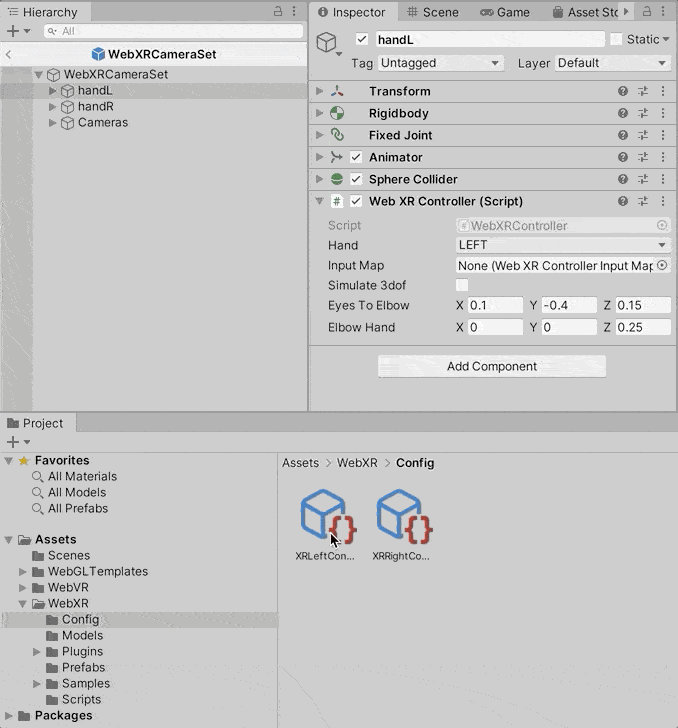 Hierarchy
All
WebXRCameraSet
WebXRCameraSet
handL
handR
Cameras
Inspector Scene Game Asset Sto
handL Static
Tag Untagged Layer Default
Transform
Rigidbody
Fixed Joint
Animator
Sphere Collider
# Web XR Controller (Script)
Script # WebXRController
Hand LEFT
Input Map None (Web XR Controller Input Map
Simulate 3dof
Eyes To Elbow X 0.1 Y -0.4 Z 0.15
Elbow Hand X 0 Y 0 Z 0.25
Add Component
Project
Favorites
All Materials
All Models
All Prefabs
Assets
Scenes
WebGLTemplates
WebVR
WebXR
Config
Models
Plugins
Prefabs
Samples
Scripts
Packages
Assets > WebXR > Config
{} {}
XRLeftCon... XRRightCo...